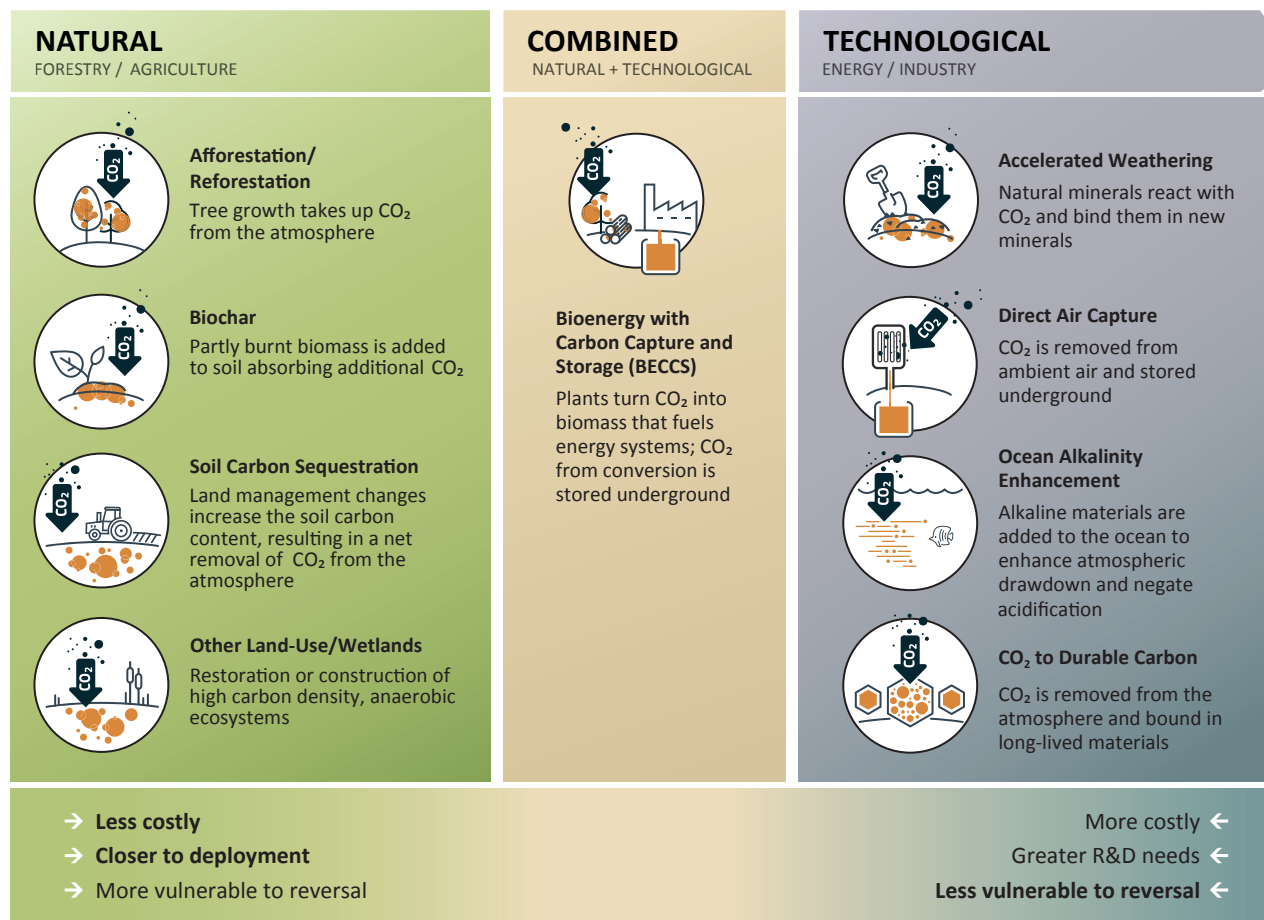 NATURAL
FORESTRY / AGRICULTURE
Afforestation/
Reforestation
Tree growth takes up CO₂
from the atmosphere
CO₂
Biochar
Partly burnt biomass is added
to soil absorbing additional CO₂
CO₂
Soil Carbon Sequestration
Land management changes
increase the soil carbon
content, resulting in a net
removal of CO₂ from the
atmosphere
CO₂
Other Land-Use/Wetlands
Restoration or construction of
high carbon density, anaerobic
ecosystems
CO₂
COMBINED
NATURAL + TECHNOLOGICAL
CO₂
Bioenergy with
Carbon Capture and
Storage (BECCS)
Plants turn CO₂ into
biomass that fuels
energy systems; CO₂
from conversion is
stored underground
TECHNOLOGICAL
ENERGY / INDUSTRY
CO₂
Accelerated Weathering
Natural minerals react with
CO₂ and bind them in new
minerals
CO₂
Direct Air Capture
CO₂ is removed from
ambient air and stored
underground
CO₂
Ocean Alkalinity
Enhancement
Alkaline materials are
added to the ocean to
enhance atmospheric
drawdown and negate
acidification
CO₂
CO₂ to Durable Carbon
CO₂ is removed from the
atmosphere and bound in
long-lived materials
→ Less costly
→ Closer to deployment
→ More vulnerable to reversal
More costly ←
Greater R&D needs ←
Less vulnerable to reversal ←